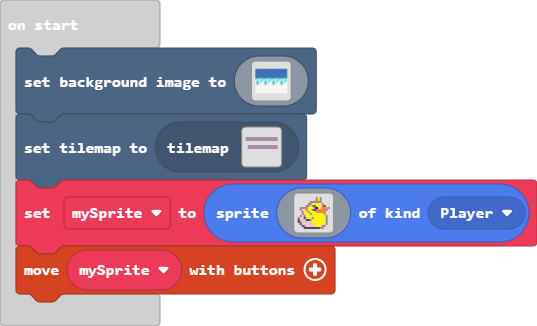 on start
set background image to
set tilemap to tilemap
set mySprite to sprite of kind Player
move mySprite with buttons